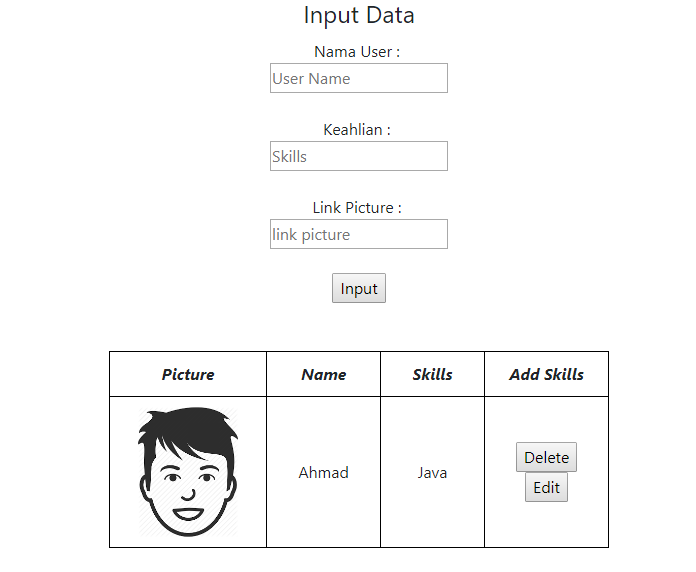 Input Data
Nama User :
User Name
Keahlian :
Skills
Link Picture :
link picture
Input
Picture Name Skills Add Skills
Ahmad Java Delete
Edit